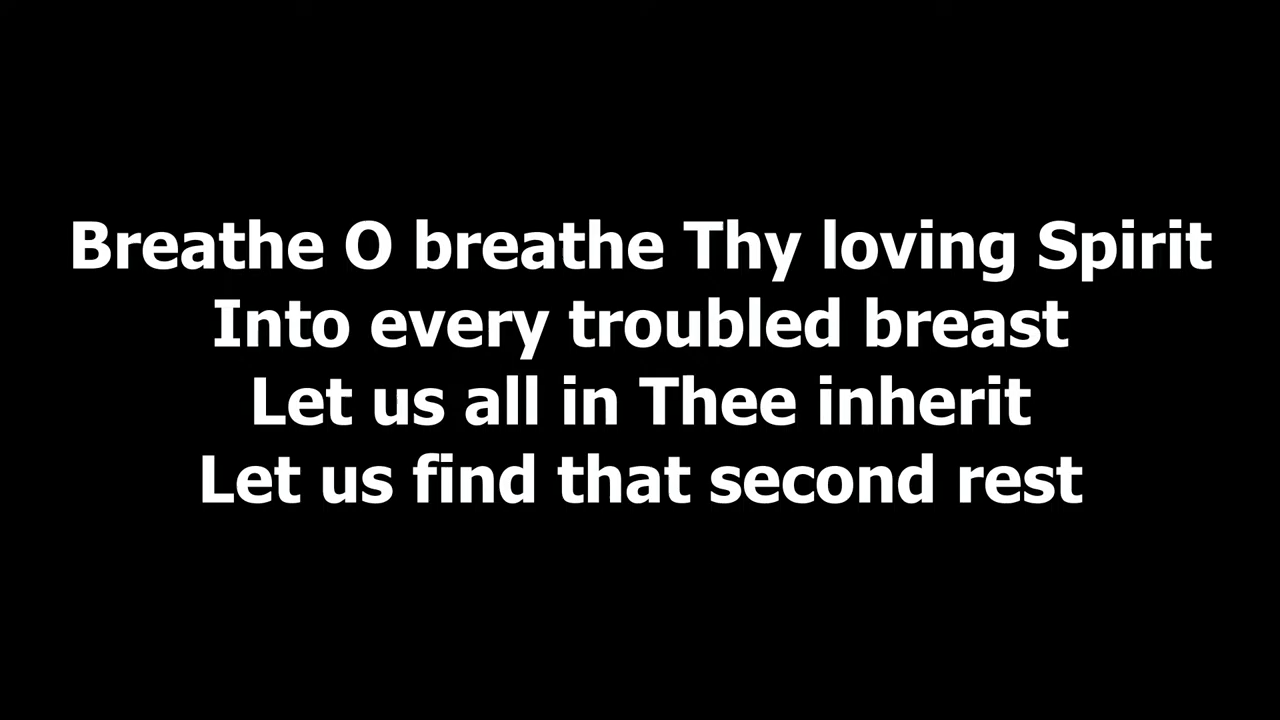 Breathe O breathe Thy loving Spirit
Into every troubled breast
Let us all in Thee inherit
Let us find that second rest